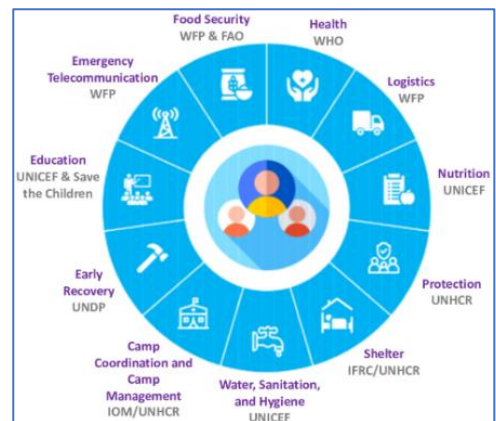 Food Security
WFP & FAO
Health
WHO
Logistics
WFP
Nutrition
UNICEF
Protection
UNHCR
Shelter
IFRC/UNHCR
Water, Sanitation,
and Hygiene
UNICEF
Camp
Coordination and
Camp
Management
IOM/UNHCR
Early
Recovery
UNDP
Education
UNICEF & Save
the Children
Emergency
Telecommunication
WFP